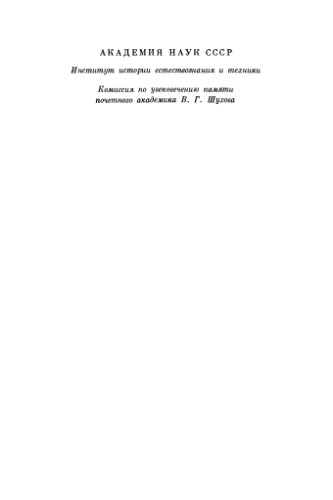 АКАДЕМИЯ НАУК СССР
Институт истории естествознания и техники
Комиссия по увековечению памяти
почетного академика В. Г. Шухова